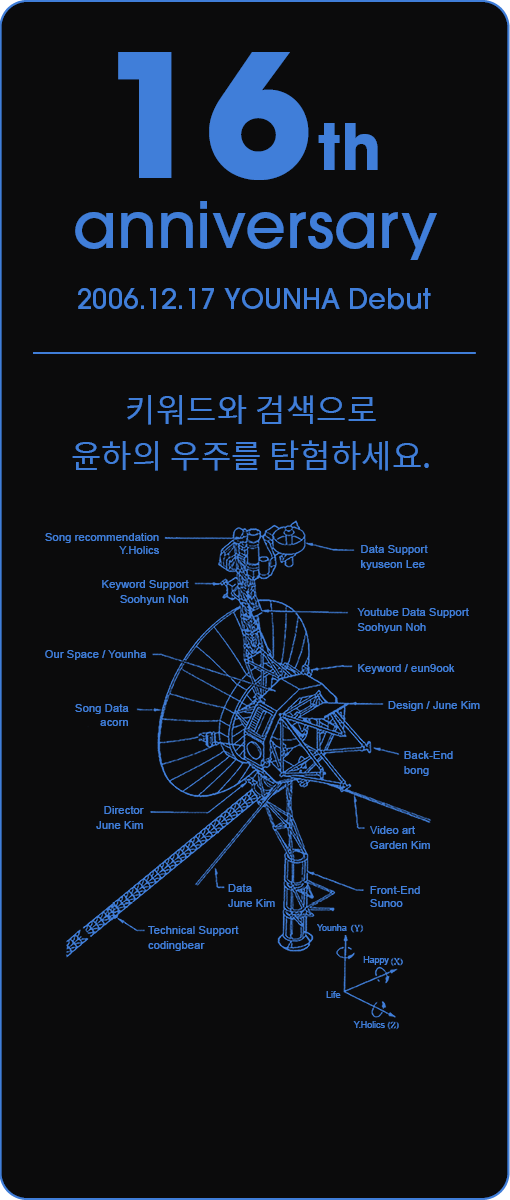 16th
anniversary
2006.12.17 YOUNHA Debut
키워드와 검색으로
윤하의 우주를 탐험하세요.
Song recommendation
Y.Holics
Data Support
kyuseon Lee
Keyword Support
Soohyun Noh
Youtube Data Support
Soohyun Noh
Our Space / Younha
Keyword / eun9ook
Song Data
acorn
Design / June Kim
Back-End
bong
Director
June Kim
Video art
Garden Kim
Data
June Kim
Front-End
Sunoo
Technical Support
codingbear
Younha (Y)
Happy (X)
Life
Y.Holics (Z)